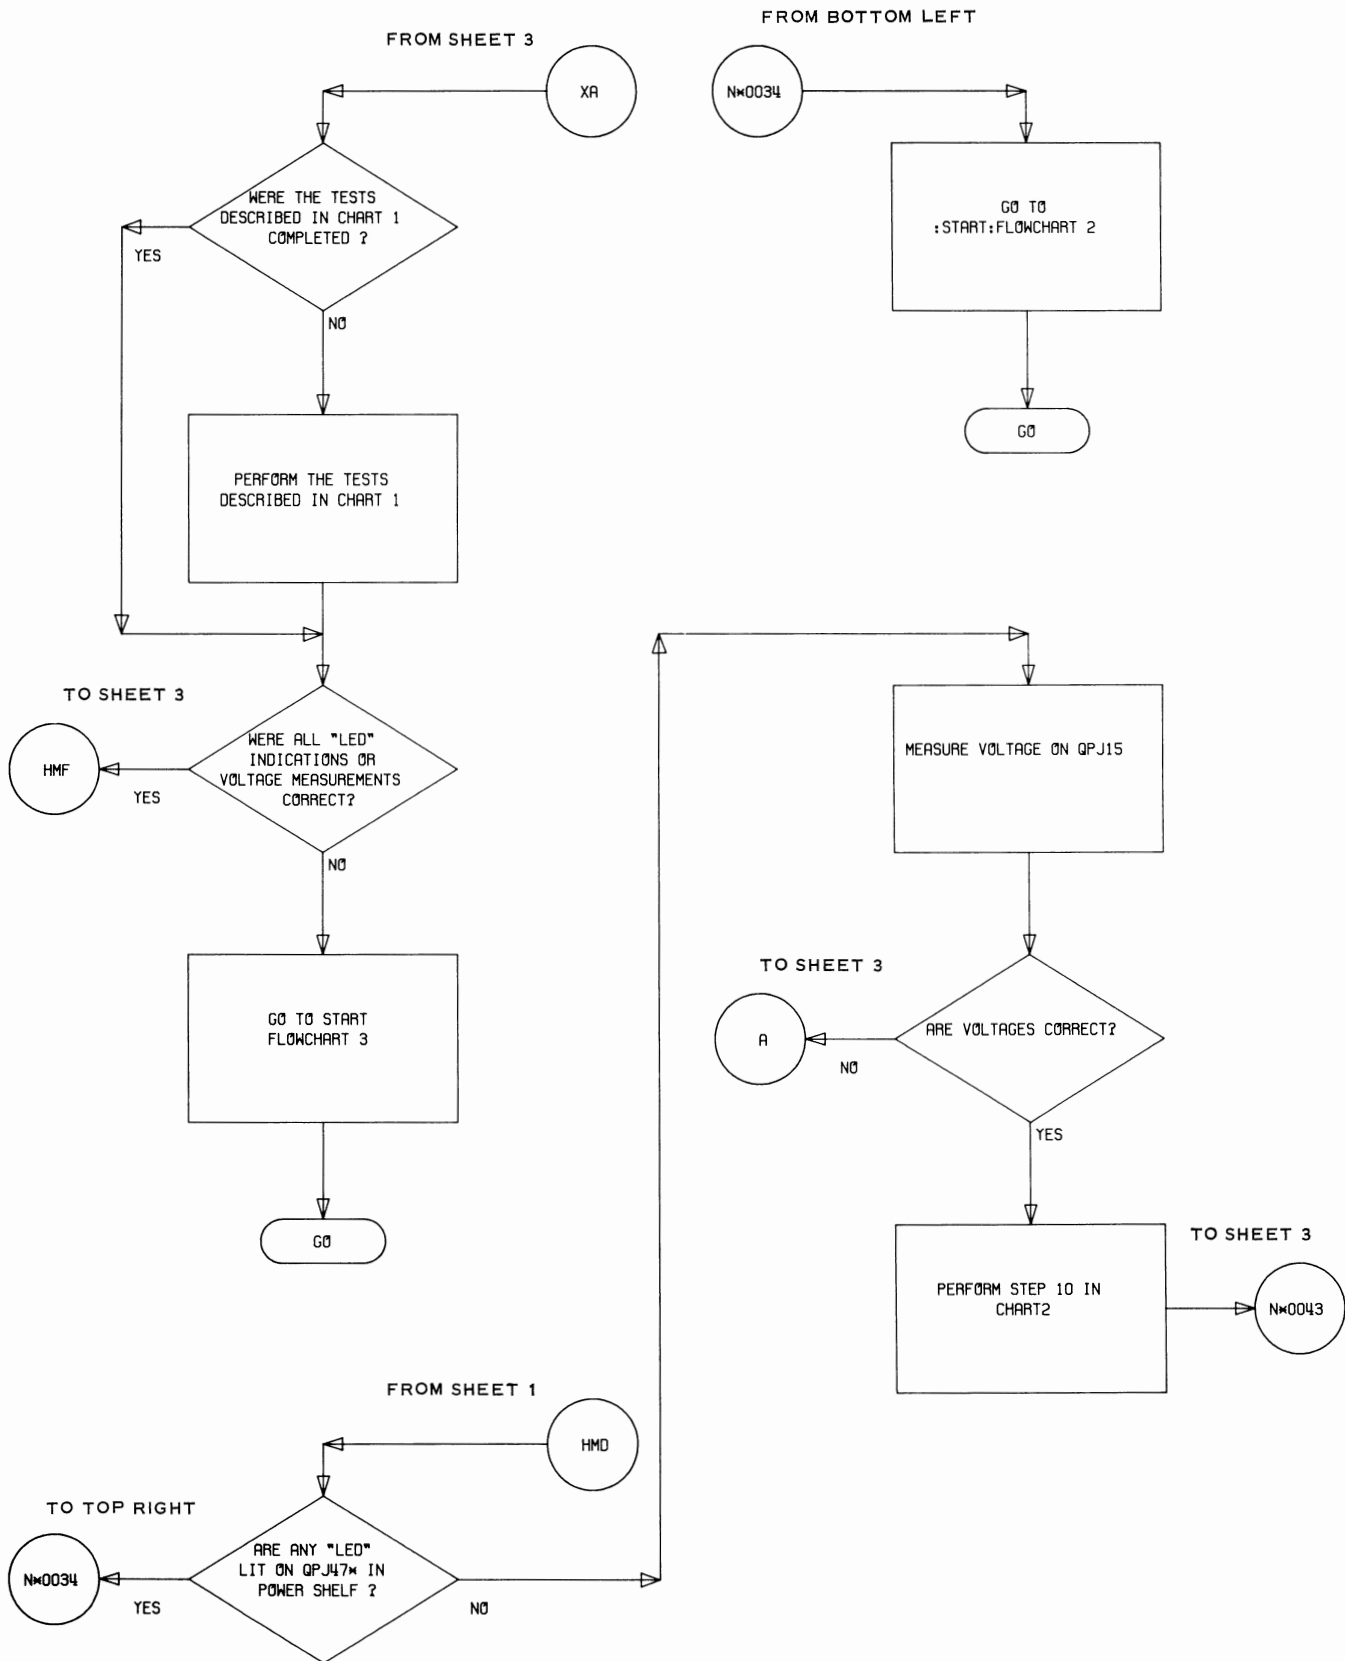 FROM SHEET 3
XA
WERE THE TESTS
DESCRIBED IN CHART 1
COMPLETED ?
YES
NO
PERFORM THE TESTS
DESCRIBED IN CHART 1
TO SHEET 3
HMF
WERE ALL "LED"
INDICATIONS OR
VOLTAGE MEASUREMENTS
CORRECT?
YES
NO
GO TO START
FLOWCHART 3
GO
FROM SHEET 1
HMD
TO TOP RIGHT
N*0034
ARE ANY "LED"
LIT ON QPJ47* IN
POWER SHELF ?
YES
NO
FROM BOTTOM LEFT
N*0034
GO TO
:START:FLOWCHART 2
GO
MEASURE VOLTAGE ON QPJ15
TO SHEET 3
A
ARE VOLTAGES CORRECT?
NO
YES
PERFORM STEP 10 IN
CHART2
TO SHEET 3
N*0043